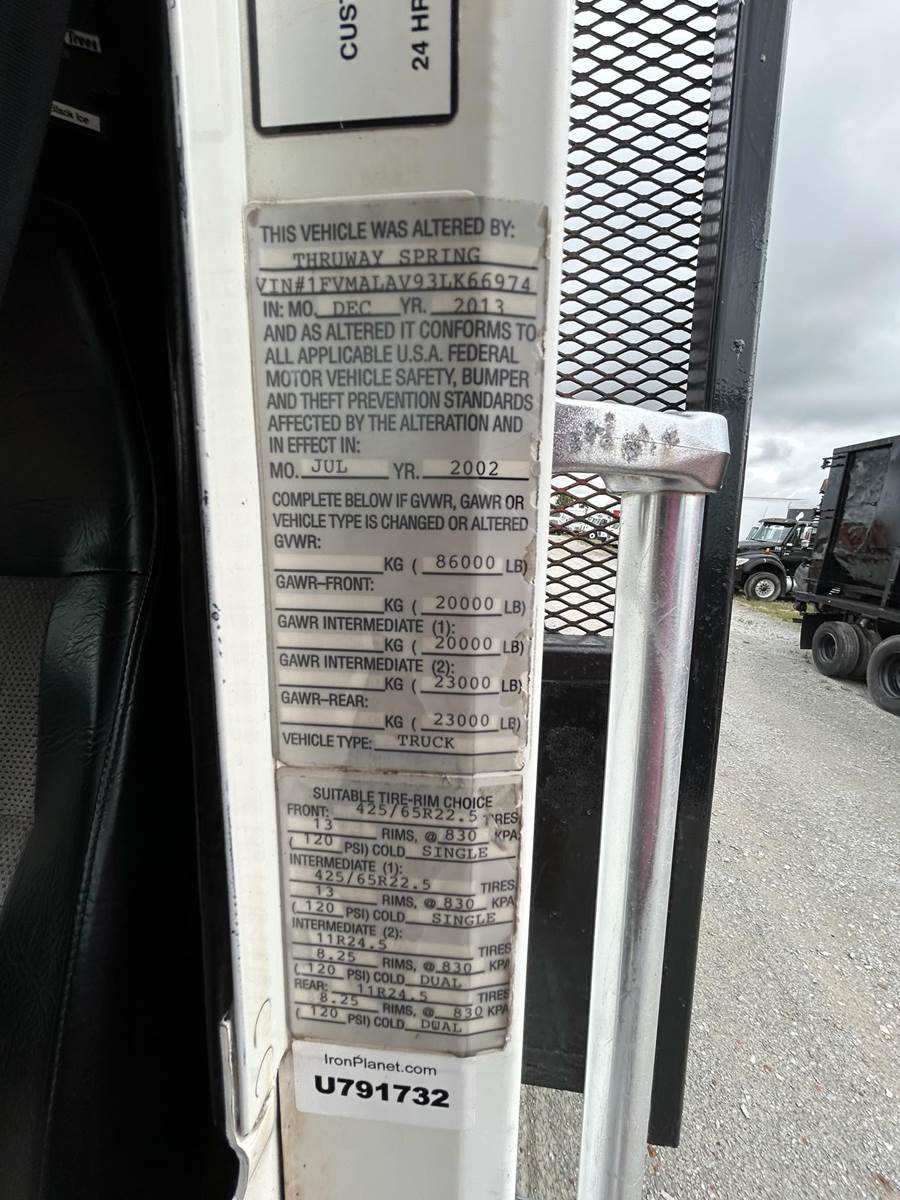 Trees
Black Ice
CUST
24 HR
THIS VEHICLE WAS ALTERED BY:
THRUWAY SPRING
VIN#1FVMALAV93LK66974
IN: MO. DEC YR. 2013
AND AS ALTERED IT CONFORMS TO
ALL APPLICABLE U.S.A. FEDERAL
MOTOR VEHICLE SAFETY, BUMPER
AND THEFT PREVENTION STANDARDS
AFFECTED BY THE ALTERATION AND
IN EFFECT IN:
MO. JUL YR. 2002
COMPLETE BELOW IF GVWR, GAWR OR
VEHICLE TYPE IS CHANGED OR ALTERED
GVWR:
KG ( 86000 LB)
GAWR-FRONT:
KG ( 20000 LB)
GAWR INTERMEDIATE (1):
KG ( 20000 LB)
GAWR INTERMEDIATE (2):
KG ( 23000 LB)
GAWR-REAR:
KG ( 23000 LB)
VEHICLE TYPE: TRUCK
SUITABLE TIRE-RIM CHOICE
FRONT: 425/65R22.5 TIRES
13 RIMS, @ 830 KPA
( 120 PSI) COLD SINGLE
INTERMEDIATE (1):
425/65R22.5 TIRES
13 RIMS, @ 830 KPA
( 120 PSI) COLD SINGLE
INTERMEDIATE (2):
11R24.5 TIRES
8.25 RIMS, @ 830 KPA
( 120 PSI) COLD DUAL
REAR: 11R24.5 TIRES
8.25 RIMS, @ 830 KPA
( 120 PSI) COLD DUAL
IronPlanet.com
U791732